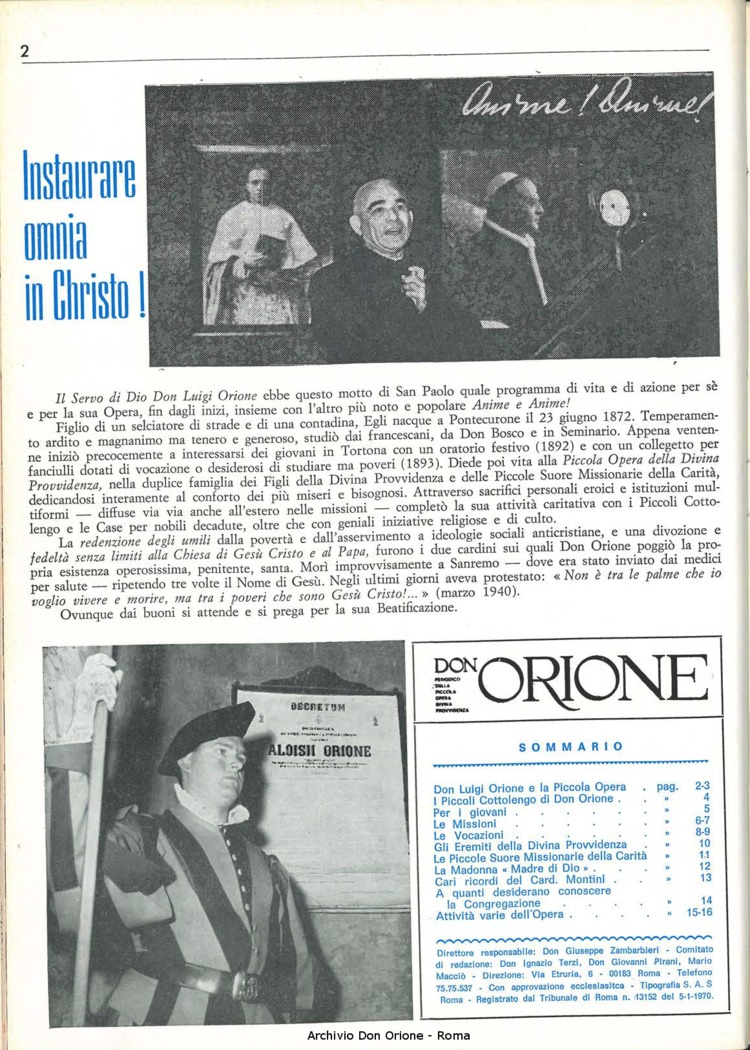 2
Anime! Anime!
Instaurare
omnia
in Christo!
Il Servo di Dio Don Luigi Orione ebbe questo motto di San Paolo quale programma di vita e di azione per sè
e per la sua Opera, fin dagli inizi, insieme con l'altro più noto e popolare Anime e Anime!
Figlio di un selciatore di strade e di una contadina, Egli nacque a Pontecurone il 23 giugno 1872. Temperamen-
to ardito e magnanimo ma tenero e generoso, studiò dai francescani, da Don Bosco e in Seminario. Appena venten-
ne iniziò precocemente a interessarsi dei giovani in Tortona con un oratorio festivo (1892) e con un collegetto per
fanciulli dotati di vocazione o desiderosi di studiare ma poveri (1893). Diede poi vita alla Piccola Opera della Divina
Provvidenza, nella duplice famiglia dei Figli della Divina Provvidenza e delle Piccole Suore Missionarie della Carità,
dedicandosi interamente al conforto dei più miseri e bisognosi. Attraverso sacrifici personali eroici e istituzioni mul-
tiformi — diffuse via via anche all'estero nelle missioni — completò la sua attività caritativa con i Piccoli Cotto-
lengo e le Case per nobili decadute, oltre che con geniali iniziative religiose e di culto.
La redenzione degli umili dalla povertà e dall'asservimento a ideologie sociali anticristiane, e una divozione e
fedeltà senza limiti alla Chiesa di Gesù Cristo e al Papa, furono i due cardini sui quali Don Orione poggiò la pro-
pria esistenza operosissima, penitente, santa. Morì improvvisamente a Sanremo — dove era stato inviato dai medici
per salute — ripetendo tre volte il Nome di Gesù. Negli ultimi giorni aveva protestato: « Non è tra le palme che io
voglio vivere e morire, ma tra i poveri che sono Gesù Cristo!... » (marzo 1940).
Ovunque dai buoni si attende e si prega per la sua Beatificazione.
DECRETUM
ALOISII ORIONE
DON ORIONE
PERIODICO
DELLA
PICCOLA
OPERA
DIVINA
PROVVIDENZA
SOMMARIO
Don Luigi Orione e la Piccola Opera . pag. 2-3
I Piccoli Cottolengo di Don Orione . . » 4
Per i giovani . . . . . . » 5
Le Missioni . . . . . . » 6-7
Le Vocazioni . . . . . . » 8-9
Gli Eremiti della Divina Provvidenza . » 10
Le Piccole Suore Missionarie della Carità » 11
La Madonna « Madre di Dio » . . . » 12
Cari ricordi del Card. Montini . . » 13
A quanti desiderano conoscere
la Congregazione . . . . » 14
Attività varie dell'Opera . . . . » 15-16
Direttore responsabile: Don Giuseppe Zambarbieri - Comitato
di redazione: Don Ignazio Terzi, Don Giovanni Pirani, Mario
Macciò - Direzione: Via Etruria, 6 - 00183 Roma - Telefono
75.75.537 - Con approvazione ecclesiasitca - Tipografia S. A. S
Roma - Registrato dal Tribunale di Roma n. 13152 del 5-1-1970.
Archivio Don Orione - Roma